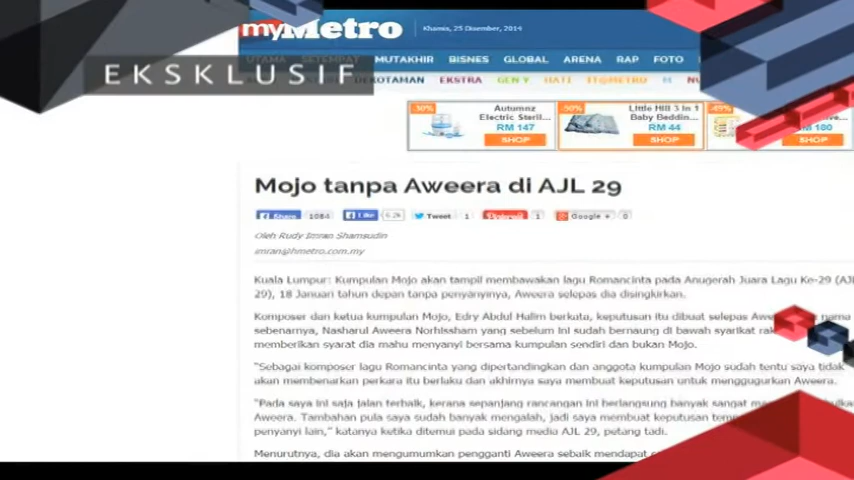 myMetro
Khamis, 25 Disember, 2014
UTAMA SETEMPAT MUTAKHIR BISNES GLOBAL ARENA RAP FOTO
EKSKLUSIF
DEKOTAMAN EKSTRA GEN Y HATI IT@METRO
-30% Autumnz
Electric Steril...
RM 147
SHOP
-50% Little Hill 3 In 1
Baby Beddin...
RM 44
SHOP
-49%
RM 180
SHOP
Mojo tanpa Aweera di AJL 29
Share 1084 Like 6.2k Tweet 1 1 Google + 0
Oleh Rudy Imran Shamsudin
imran@hmetro.com.my
Kuala Lumpur: Kumpulan Mojo akan tampil membawakan lagu Romancinta pada Anugerah Juara Lagu Ke-29 (AJL
29), 18 Januari tahun depan tanpa penyanyinya, Aweera selepas dia disingkirkan.
Komposer dan ketua kumpulan Mojo, Edry Abdul Halim berkata, keputusan itu dibuat selepas nama
sebenarnya, Nasharul Aweera Norhissham yang sebelum ini sudah bernaung di bawah syarikat
memberikan syarat dia mahu menyanyi bersama kumpulan sendiri dan bukan Mojo.
"Sebagai komposer lagu Romancinta yang dipertandingkan dan anggota kumpulan Mojo sudah tentu saya tidak
akan membenarkan perkara itu berlaku dan akhirnya saya membuat keputusan untuk menggugurkan Aweera.
"Pada saya ini saja jalan terbaik, kerana sepanjang rancangan ini berlangsung banyak sangat
Aweera. Tambahan pula saya sudah banyak mengalah, jadi saya membuat keputusan
penyanyi lain," katanya ketika ditemui pada sidang media AJL 29, petang tadi.
Menurutnya, dia akan mengumumkan pengganti Aweera sebaik mendapat